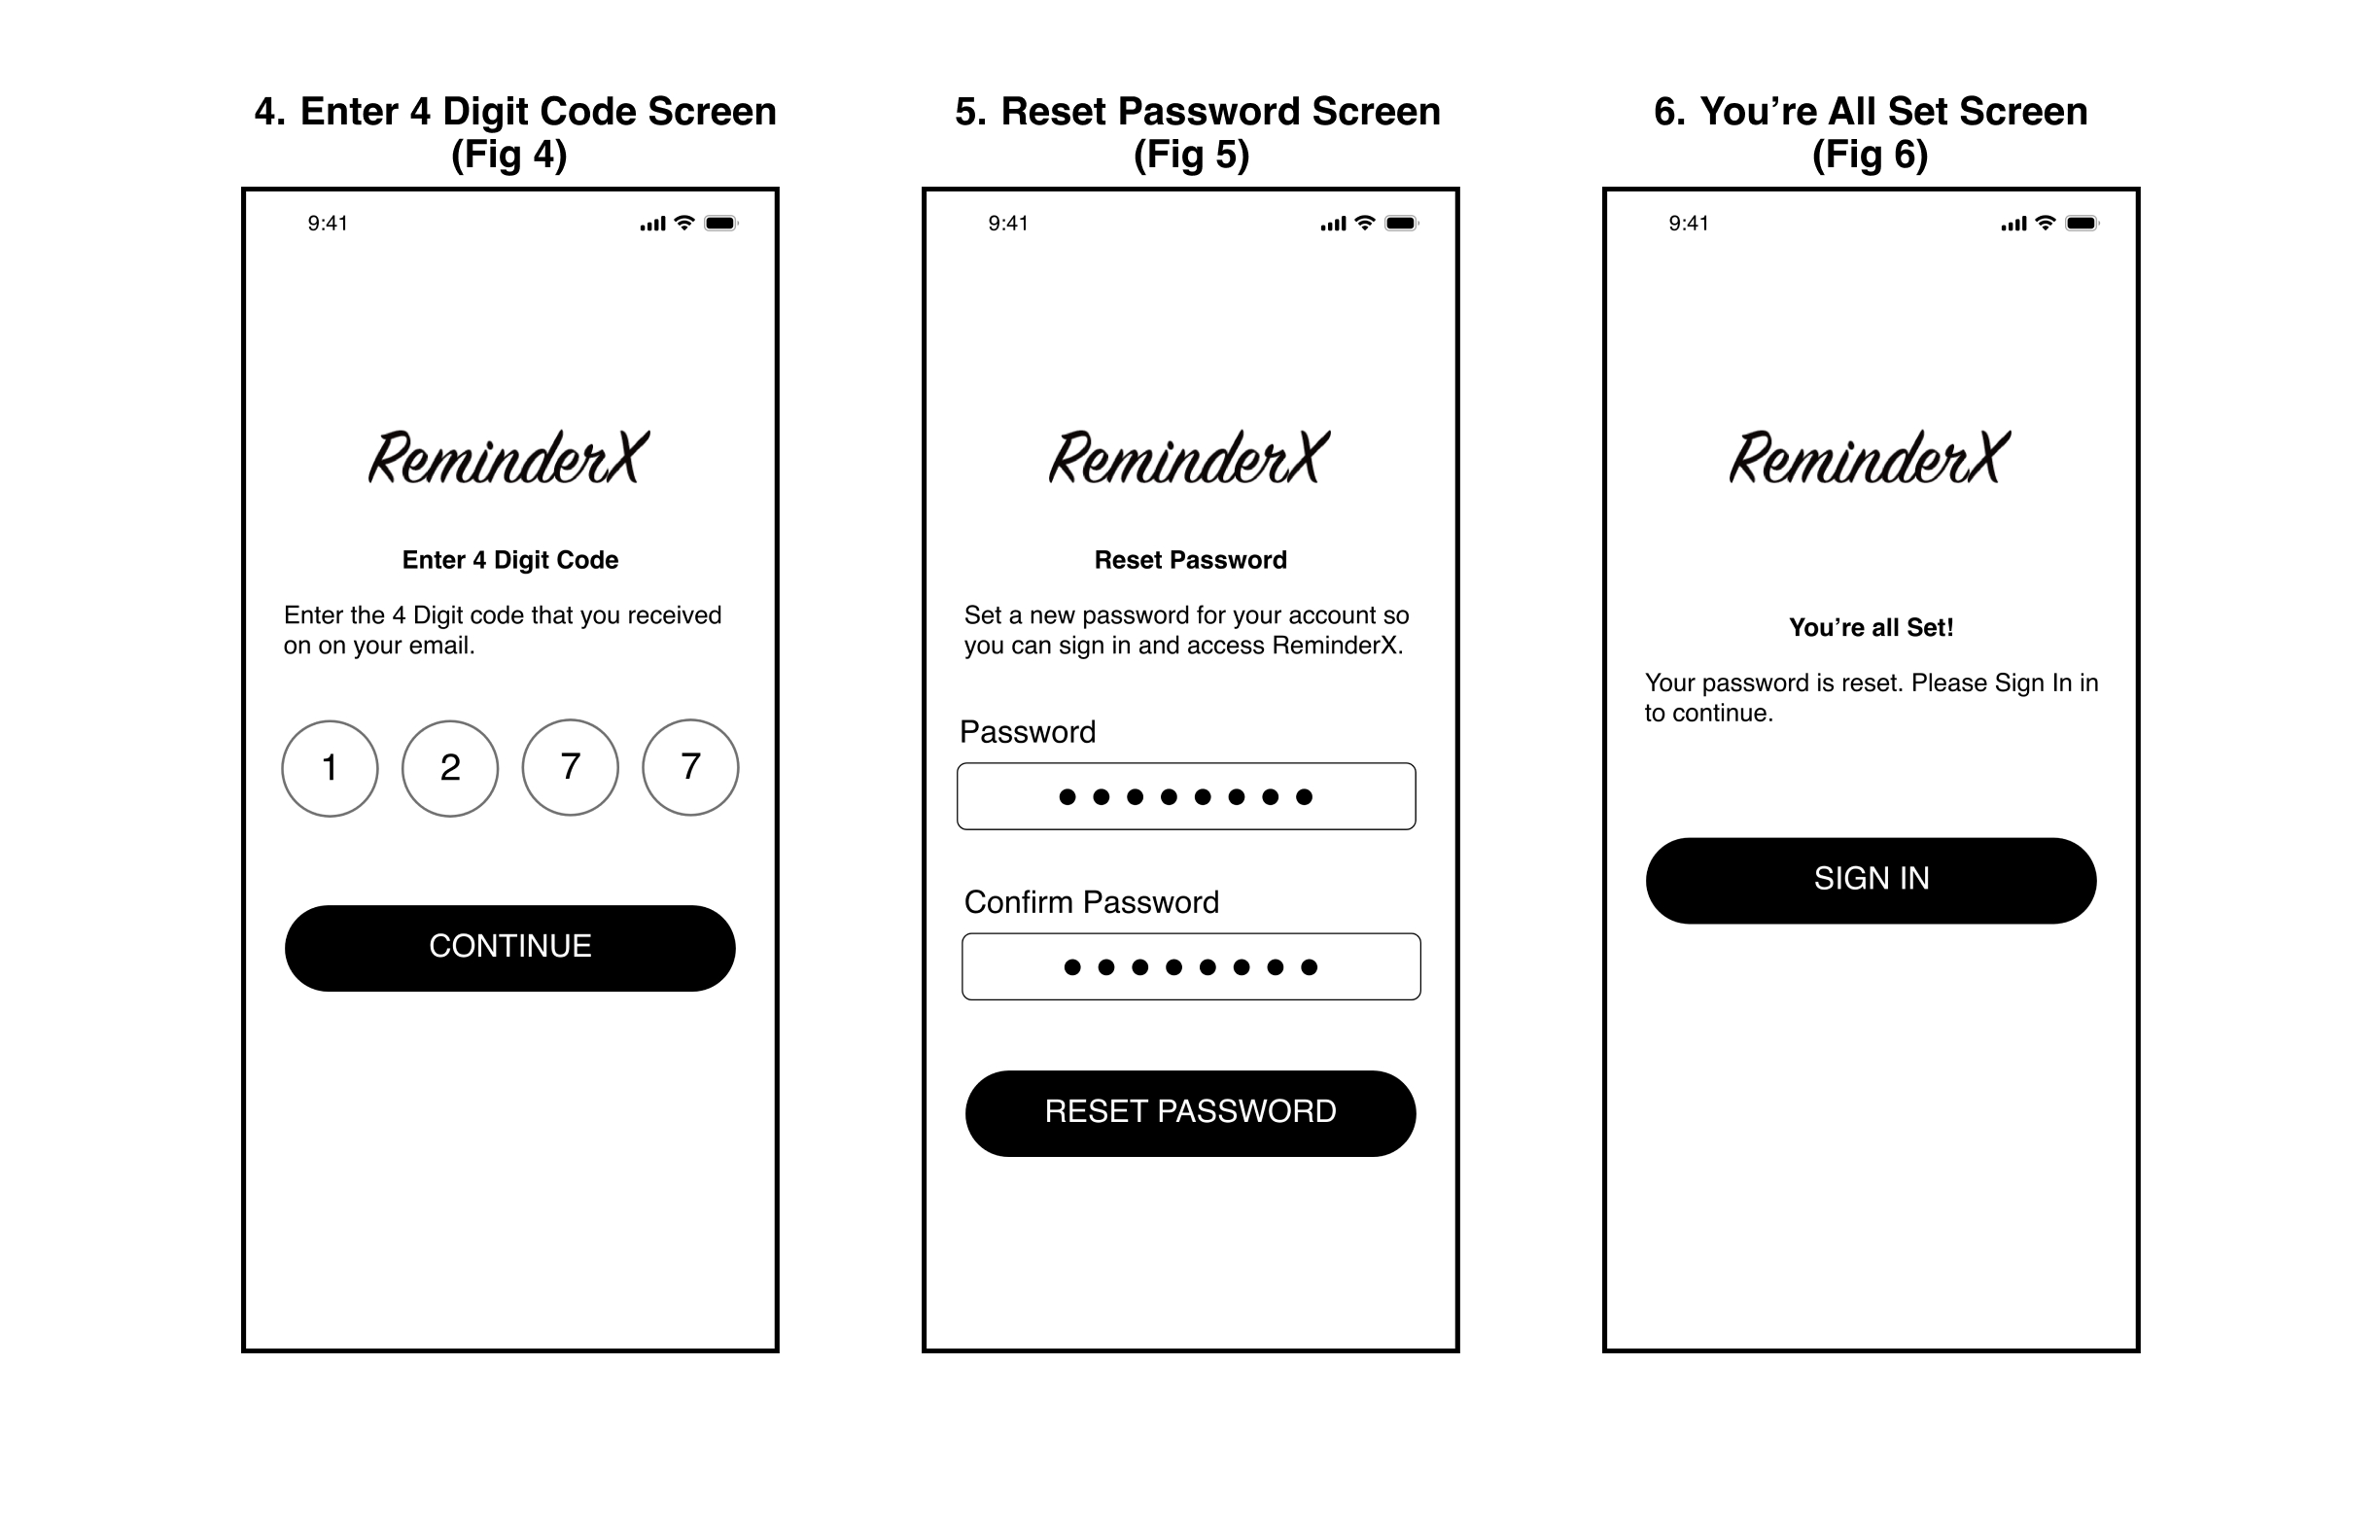 4. Enter 4 Digit Code Screen
(Fig 4)
9:41
ReminderX
Enter 4 Digit Code
Enter the 4 Digit code that you received
on on your email.
1 2 7 7
CONTINUE
5. Reset Password Screen
(Fig 5)
9:41
ReminderX
Reset Password
Set a new password for your account so
you can sign in and access ReminderX.
Password
Confirm Password
RESET PASSWORD
6. You’re All Set Screen
(Fig 6)
9:41
ReminderX
You’re all Set!
Your password is reset. Please Sign In in
to continue.
SIGN IN